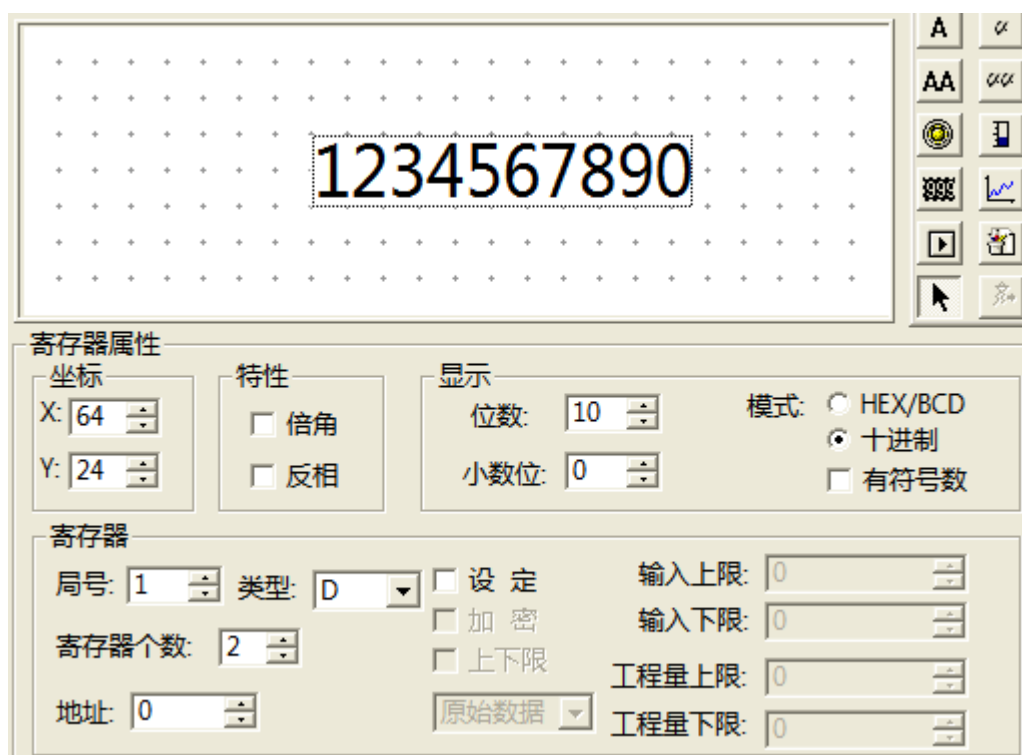 A α
AA αα
1234567890
寄存器属性
坐标 特性 显示
X: 64 倍角 位数: 10 模式: HEX/BCD
十进制
Y: 24 反相 小数位: 0 有符号数
寄存器
局号: 1 类型: D 设 定 输入上限: 0
加 密 输入下限: 0
寄存器个数: 2 上下限 工程量上限: 0
地址: 0 原始数据 工程量下限: 0